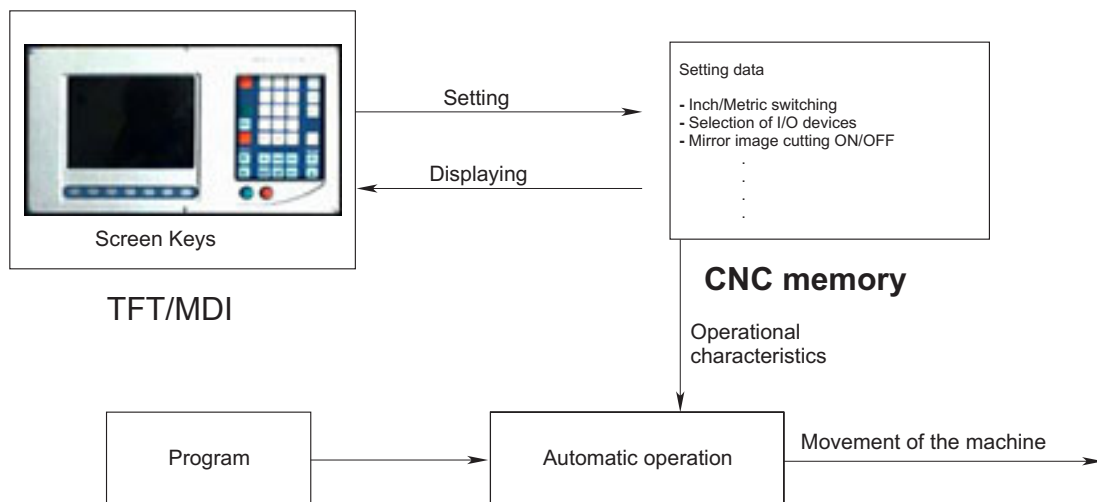 Setting
Displaying
Screen Keys
TFT/MDI
Setting data
- Inch/Metric switching
- Selection of I/O devices
- Mirror image cutting ON/OFF
.
.
.
.
CNC memory
Operational
characteristics
Program
Automatic operation
Movement of the machine